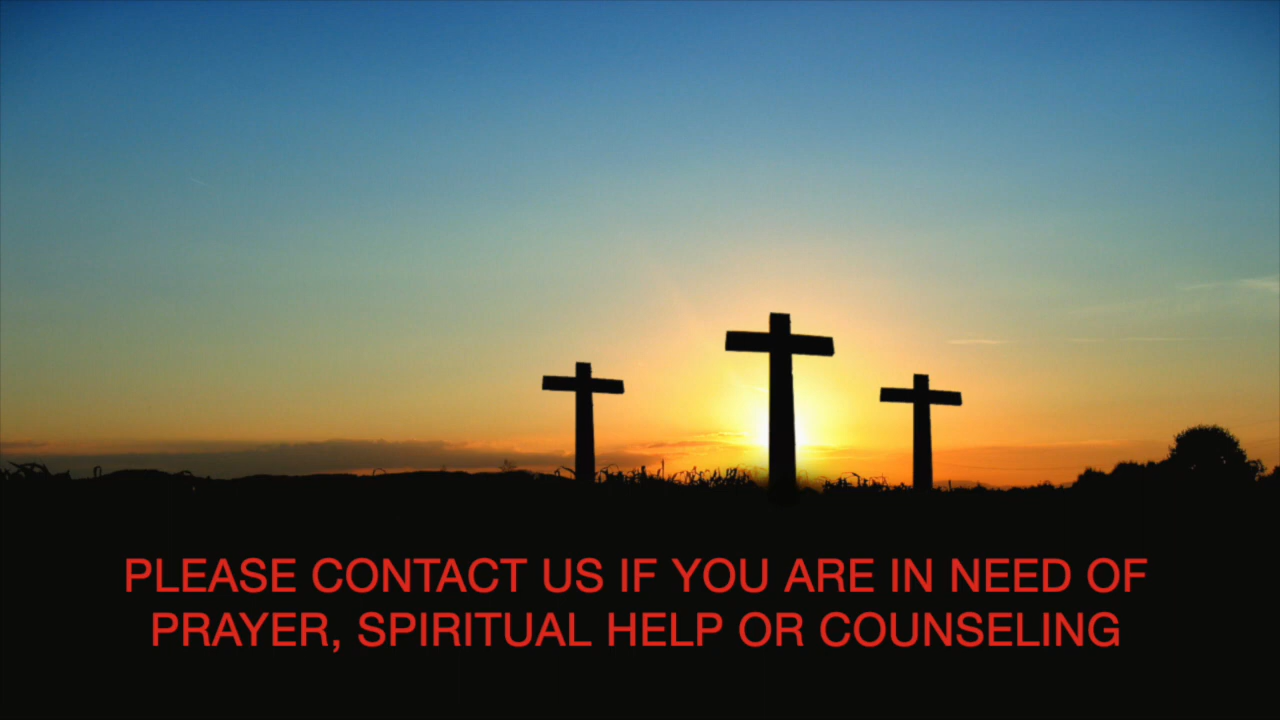 PLEASE CONTACT US IF YOU ARE IN NEED OF
PRAYER, SPIRITUAL HELP OR COUNSELING